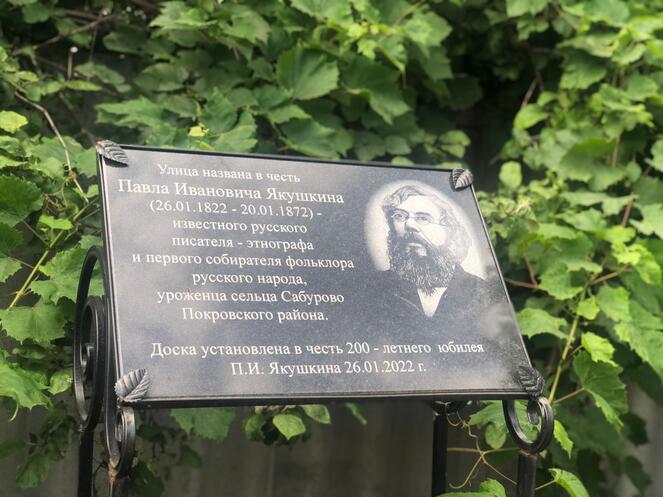 Улица названа в честь
Павла Ивановича Якушкина
(26.01.1822 - 20.01.1872) -
известного русского
писателя - этнографа
и первого собирателя фольклора
русского народа,
уроженца сельца Сабурово
Покровского района.
Доска установлена в честь 200 - летнего юбилея
П.И: Якушкина 26.01.2022 г.